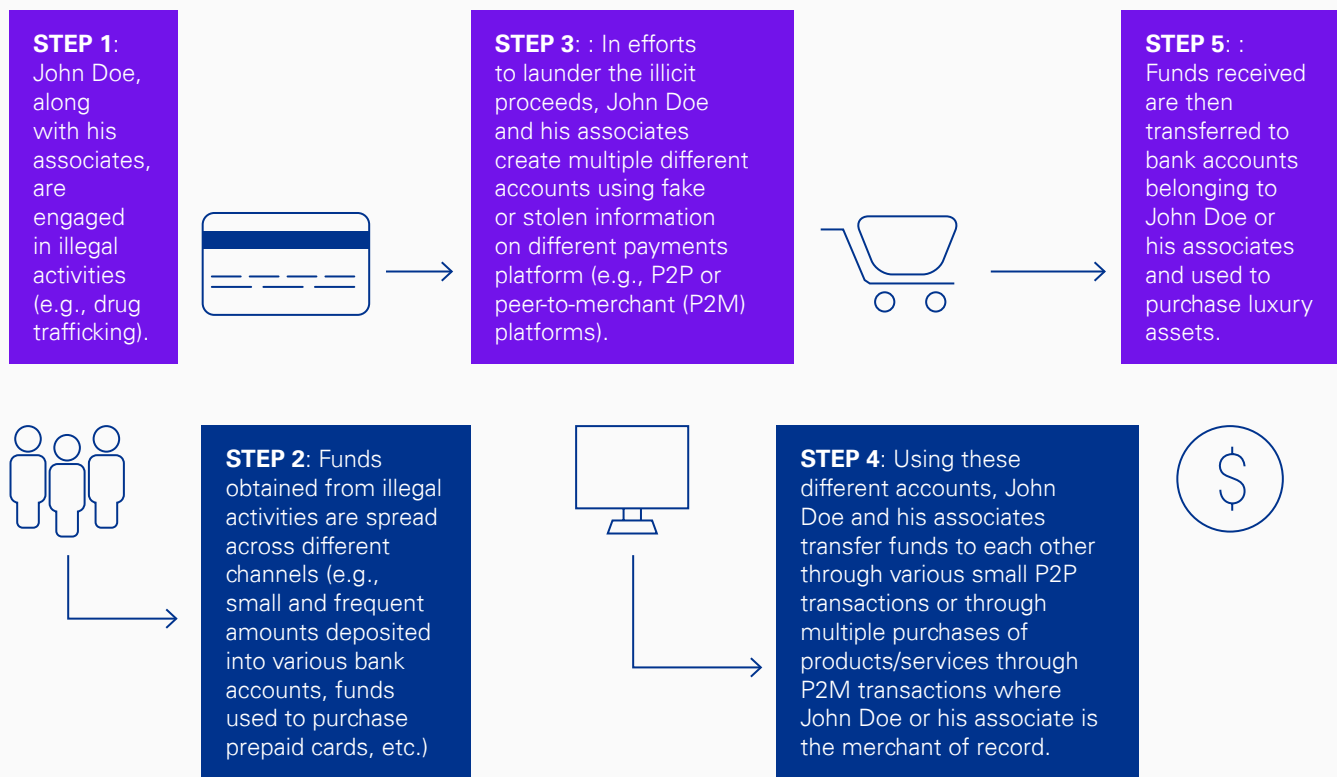 STEP 1:
John Doe,
along
with his
associates,
are
engaged
in illegal
activities
(e.g., drug
trafficking).
STEP 2: Funds
obtained from illegal
activities are spread
across different
channels (e.g.,
small and frequent
amounts deposited
into various bank
accounts, funds
used to purchase
prepaid cards, etc.)
STEP 3: : In efforts
to launder the illicit
proceeds, John Doe
and his associates
create multiple different
accounts using fake
or stolen information
on different payments
platform (e.g., P2P or
peer-to-merchant (P2M)
platforms).
STEP 4: Using these
different accounts, John
Doe and his associates
transfer funds to each other
through various small P2P
transactions or through
multiple purchases of
products/services through
P2M transactions where
John Doe or his associate is
the merchant of record.
STEP 5: :
Funds received
are then
transferred to
bank accounts
belonging to
John Doe or
his associates
and used to
purchase luxury
assets.
$